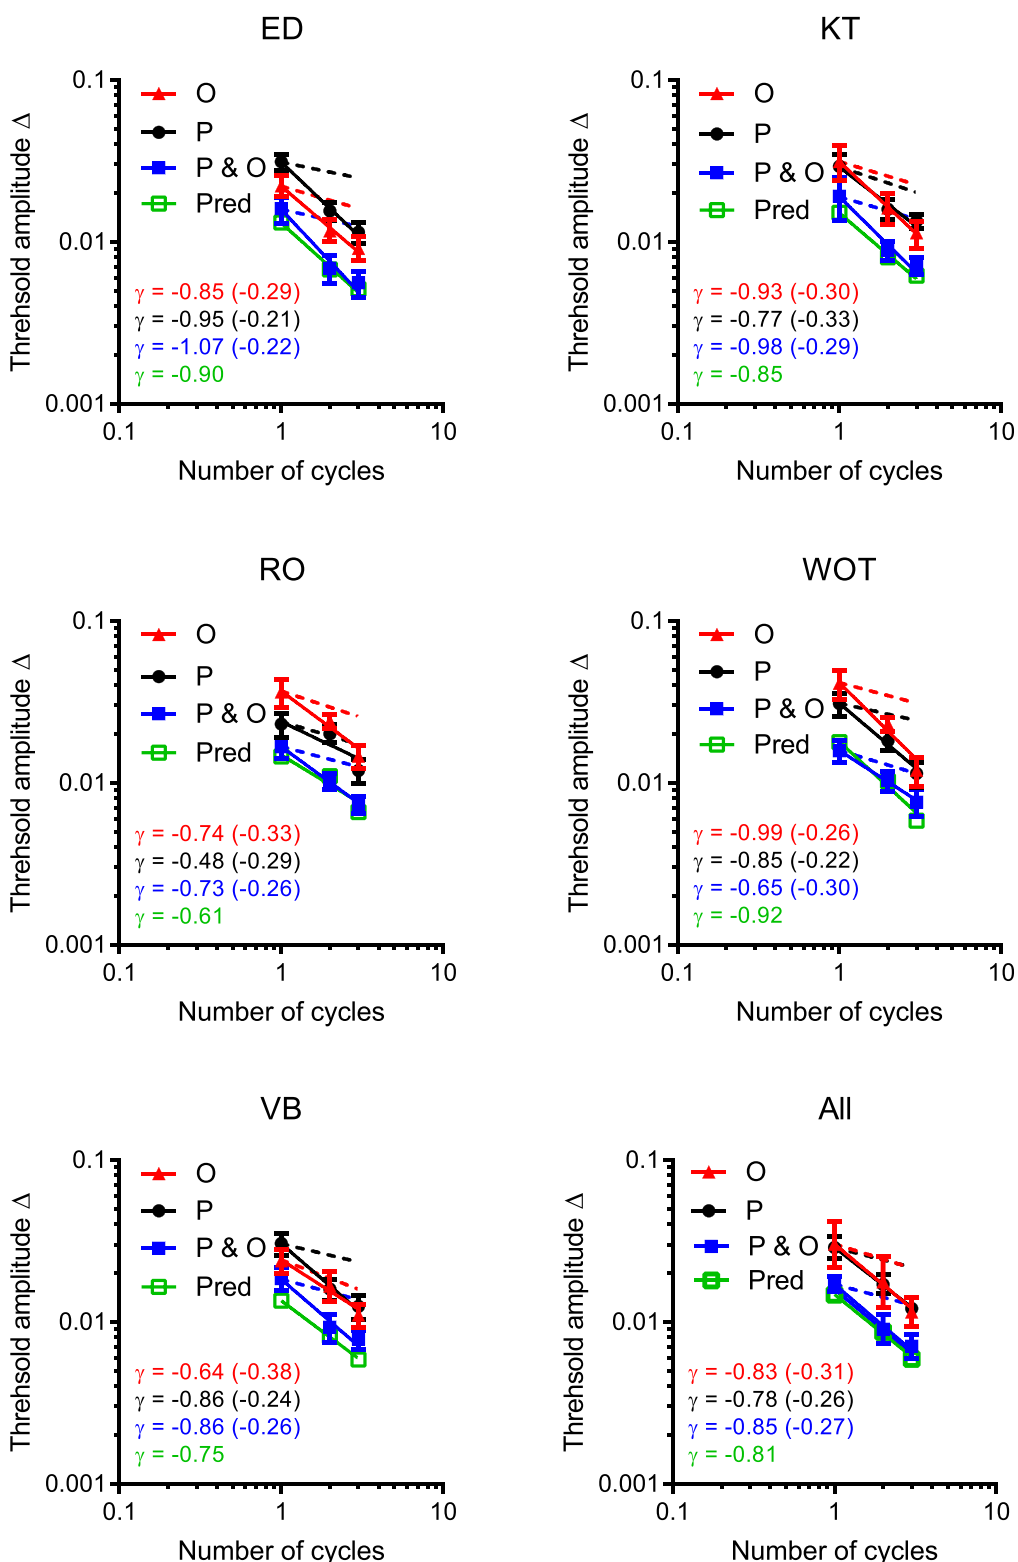 ED
Threhsold amplitude Δ
0.1
0.01
0.001
O
P
P & O
Pred
γ = -0.85 (-0.29)
γ = -0.95 (-0.21)
γ = -1.07 (-0.22)
γ = -0.90
0.1
1
10
Number of cycles
KT
Threhsold amplitude Δ
0.1
0.01
0.001
O
P
P & O
Pred
γ = -0.93 (-0.30)
γ = -0.77 (-0.33)
γ = -0.98 (-0.29)
γ = -0.85
0.1
1
10
Number of cycles
RO
Threhsold amplitude Δ
0.1
0.01
0.001
O
P
P & O
Pred
γ = -0.74 (-0.33)
γ = -0.48 (-0.29)
γ = -0.73 (-0.26)
γ = -0.61
0.1
1
10
Number of cycles
WOT
Threhsold amplitude Δ
0.1
0.01
0.001
O
P
P & O
Pred
γ = -0.99 (-0.26)
γ = -0.85 (-0.22)
γ = -0.65 (-0.30)
γ = -0.92
0.1
1
10
Number of cycles
VB
Threhsold amplitude Δ
0.1
0.01
0.001
O
P
P & O
Pred
γ = -0.64 (-0.38)
γ = -0.86 (-0.24)
γ = -0.86 (-0.26)
γ = -0.75
0.1
1
10
Number of cycles
All
Threhsold amplitude Δ
0.1
0.01
0.001
O
P
P & O
Pred
γ = -0.83 (-0.31)
γ = -0.78 (-0.26)
γ = -0.85 (-0.27)
γ = -0.81
0.1
1
10
Number of cycles